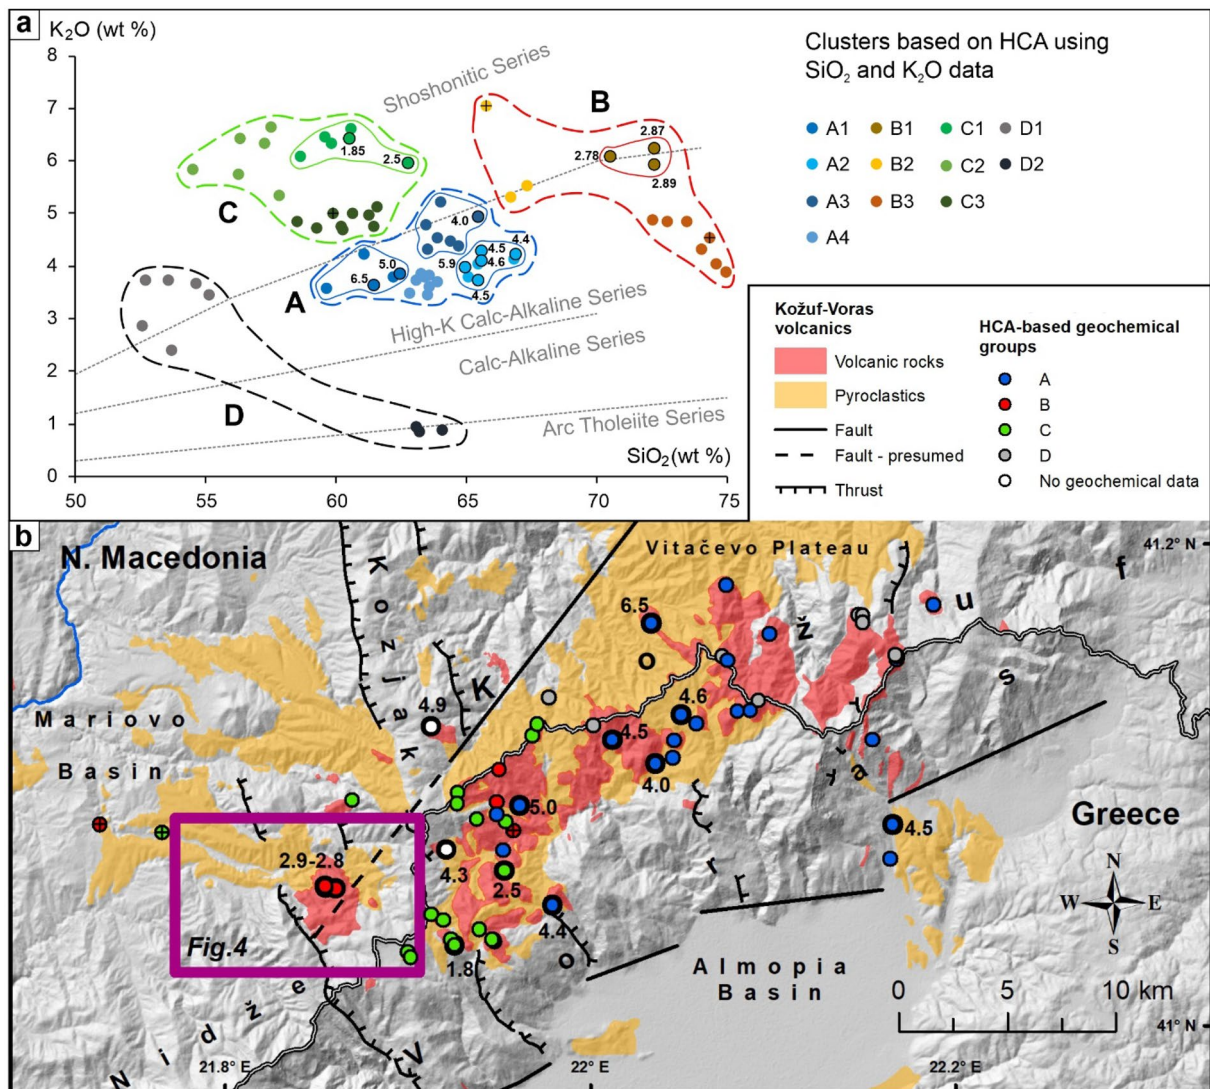 a
K₂O (wt %)
8
7
6
5
4
3
2
1
0
50
55
60
65
70
75
SiO₂ (wt %)
Shoshonitic Series
High-K Calc-Alkaline Series
Calc-Alkaline Series
Arc Tholeiite Series
A
B
C
D
1.85
2.5
2.78
2.87
2.89
4.0
4.4
4.5
4.6
5.9
4.5
5.0
6.5
Clusters based on HCA using
SiO₂ and K₂O data
A1 B1 C1 D1
A2 B2 C2 D2
A3 B3 C3
A4
Kožuf-Voras
volcanics
Volcanic rocks
Pyroclastics
Fault
Fault - presumed
Thrust
HCA-based geochemical
groups
A
B
C
D
No geochemical data
b
N. Macedonia
Vitačevo Plateau
41.2° N
Kozjak
Kožuf
Mariovo
Basin
Greece
Voras
Nidže
Almopia
Basin
6.5
4.9
4.6
4.5
4.0
5.0
4.5
4.3
2.5
2.9-2.8
4.4
1.8
Fig.4
N
W E
S
0 5 10 km
41° N
21.8° E
22° E
22.2° E